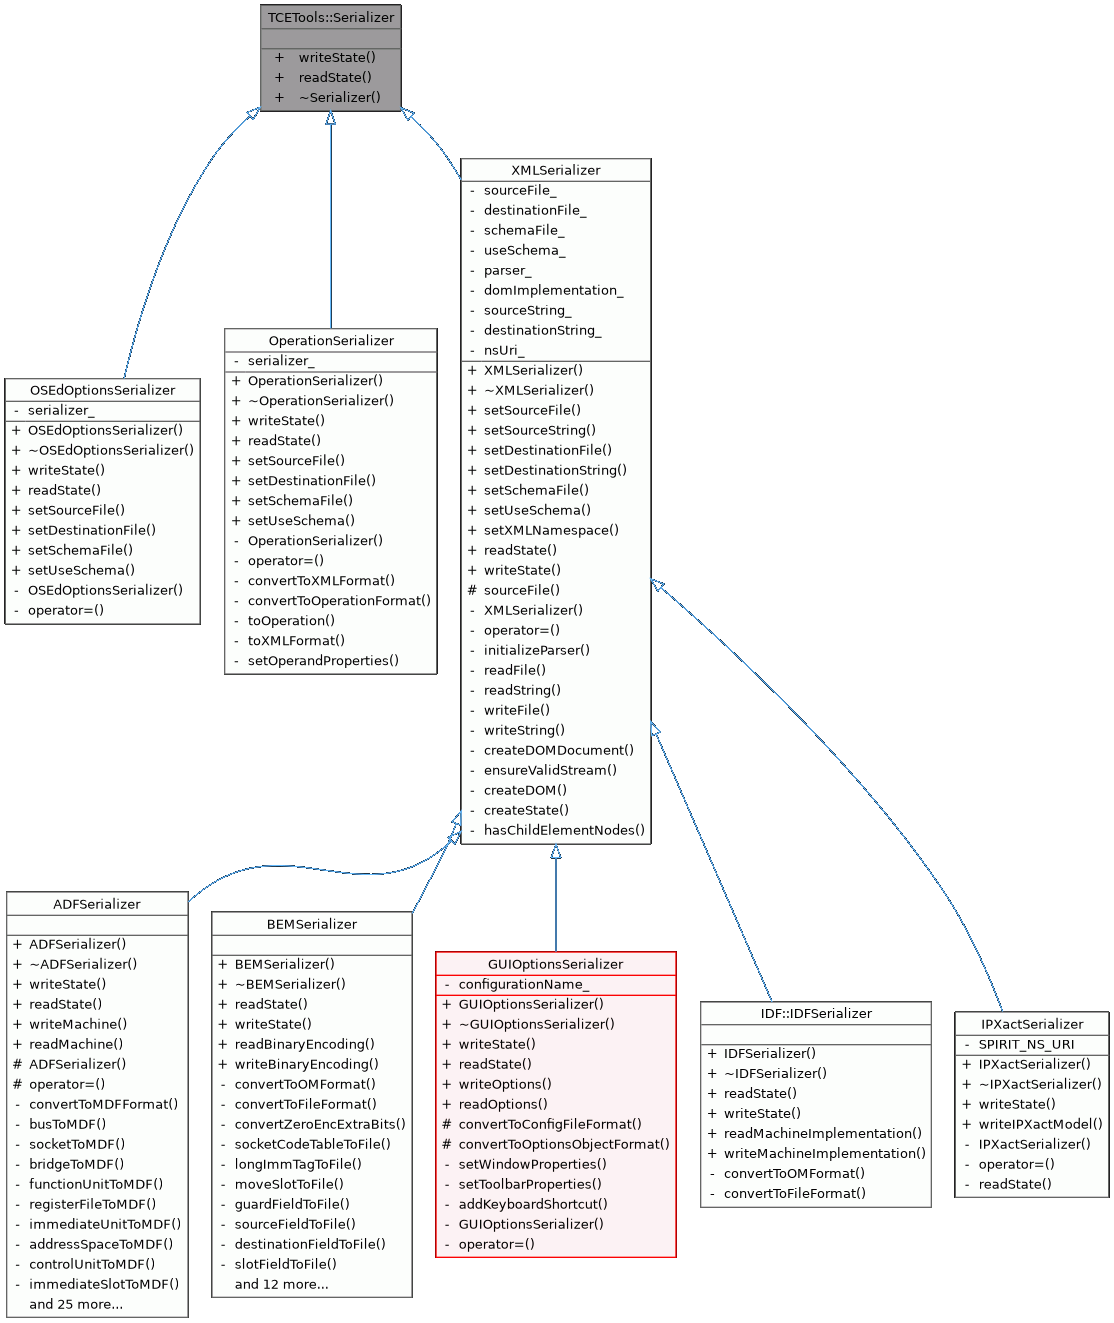 TCETools::Serializer
+ writeState()
+ readState()
+ ~Serializer()
XMLSerializer
- sourceFile_
- destinationFile_
- schemaFile_
- useSchema_
- parser_
- domImplementation_
- sourceString_
- destinationString_
- nsUri_
+ XMLSerializer()
+ ~XMLSerializer()
+ setSourceFile()
+ setSourceString()
+ setDestinationFile()
+ setDestinationString()
+ setSchemaFile()
+ setUseSchema()
+ setXMLNamespace()
+ readState()
+ writeState()
# sourceFile()
- XMLSerializer()
- operator=()
- initializeParser()
- readFile()
- readString()
- writeFile()
- writeString()
- createDOMDocument()
- ensureValidStream()
- createDOM()
- createState()
- hasChildElementNodes()
OperationSerializer
- serializer_
+ OperationSerializer()
+ ~OperationSerializer()
+ writeState()
+ readState()
+ setSourceFile()
+ setDestinationFile()
+ setSchemaFile()
+ setUseSchema()
- OperationSerializer()
- operator=()
- convertToXMLFormat()
- convertToOperationFormat()
- toOperation()
- toXMLFormat()
- setOperandProperties()
OSEdOptionsSerializer
- serializer_
+ OSEdOptionsSerializer()
+ ~OSEdOptionsSerializer()
+ writeState()
+ readState()
+ setSourceFile()
+ setDestinationFile()
+ setSchemaFile()
+ setUseSchema()
- OSEdOptionsSerializer()
- operator=()
ADFSerializer
+ ADFSerializer()
+ ~ADFSerializer()
+ writeState()
+ readState()
+ writeMachine()
+ readMachine()
# ADFSerializer()
# operator=()
- convertToMDFFormat()
- busToMDF()
- socketToMDF()
- bridgeToMDF()
- functionUnitToMDF()
- registerFileToMDF()
- immediateUnitToMDF()
- addressSpaceToMDF()
- controlUnitToMDF()
- immediateSlotToMDF()
and 25 more...
BEMSerializer
+ BEMSerializer()
+ ~BEMSerializer()
+ readState()
+ writeState()
+ readBinaryEncoding()
+ writeBinaryEncoding()
- convertToOMFormat()
- convertToFileFormat()
- convertZeroEncExtraBits()
- socketCodeTableToFile()
- longImmTagToFile()
- moveSlotToFile()
- guardFieldToFile()
- sourceFieldToFile()
- destinationFieldToFile()
- slotFieldToFile()
and 12 more...
GUIOptionsSerializer
- configurationName_
+ GUIOptionsSerializer()
+ ~GUIOptionsSerializer()
+ writeState()
+ readState()
+ writeOptions()
+ readOptions()
# convertToConfigFileFormat()
# convertToOptionsObjectFormat()
- setWindowProperties()
- setToolbarProperties()
- addKeyboardShortcut()
- GUIOptionsSerializer()
- operator=()
IDF::IDFSerializer
+ IDFSerializer()
+ ~IDFSerializer()
+ readState()
+ writeState()
+ readMachineImplementation()
+ writeMachineImplementation()
- convertToOMFormat()
- convertToFileFormat()
IPXactSerializer
- SPIRIT_NS_URI
+ IPXactSerializer()
+ ~IPXactSerializer()
+ writeState()
+ writeIPXactModel()
- IPXactSerializer()
- operator=()
- readState()